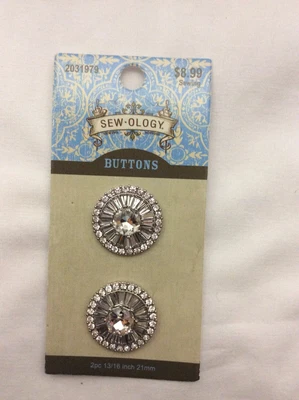 2031979
$8.99
SEW-OLOGY
BUTTONS
2pc 13/16 inch 21mm